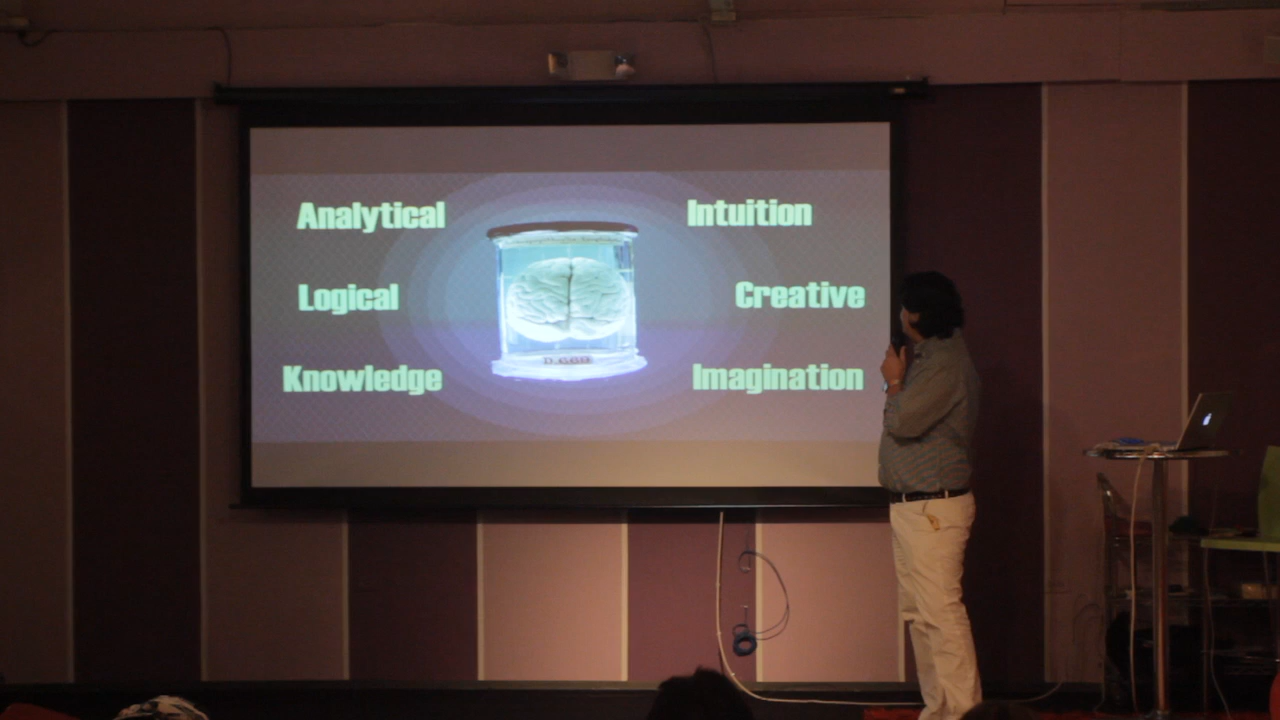 Analytical
Intuition
Logical
Creative
Knowledge
Imagination